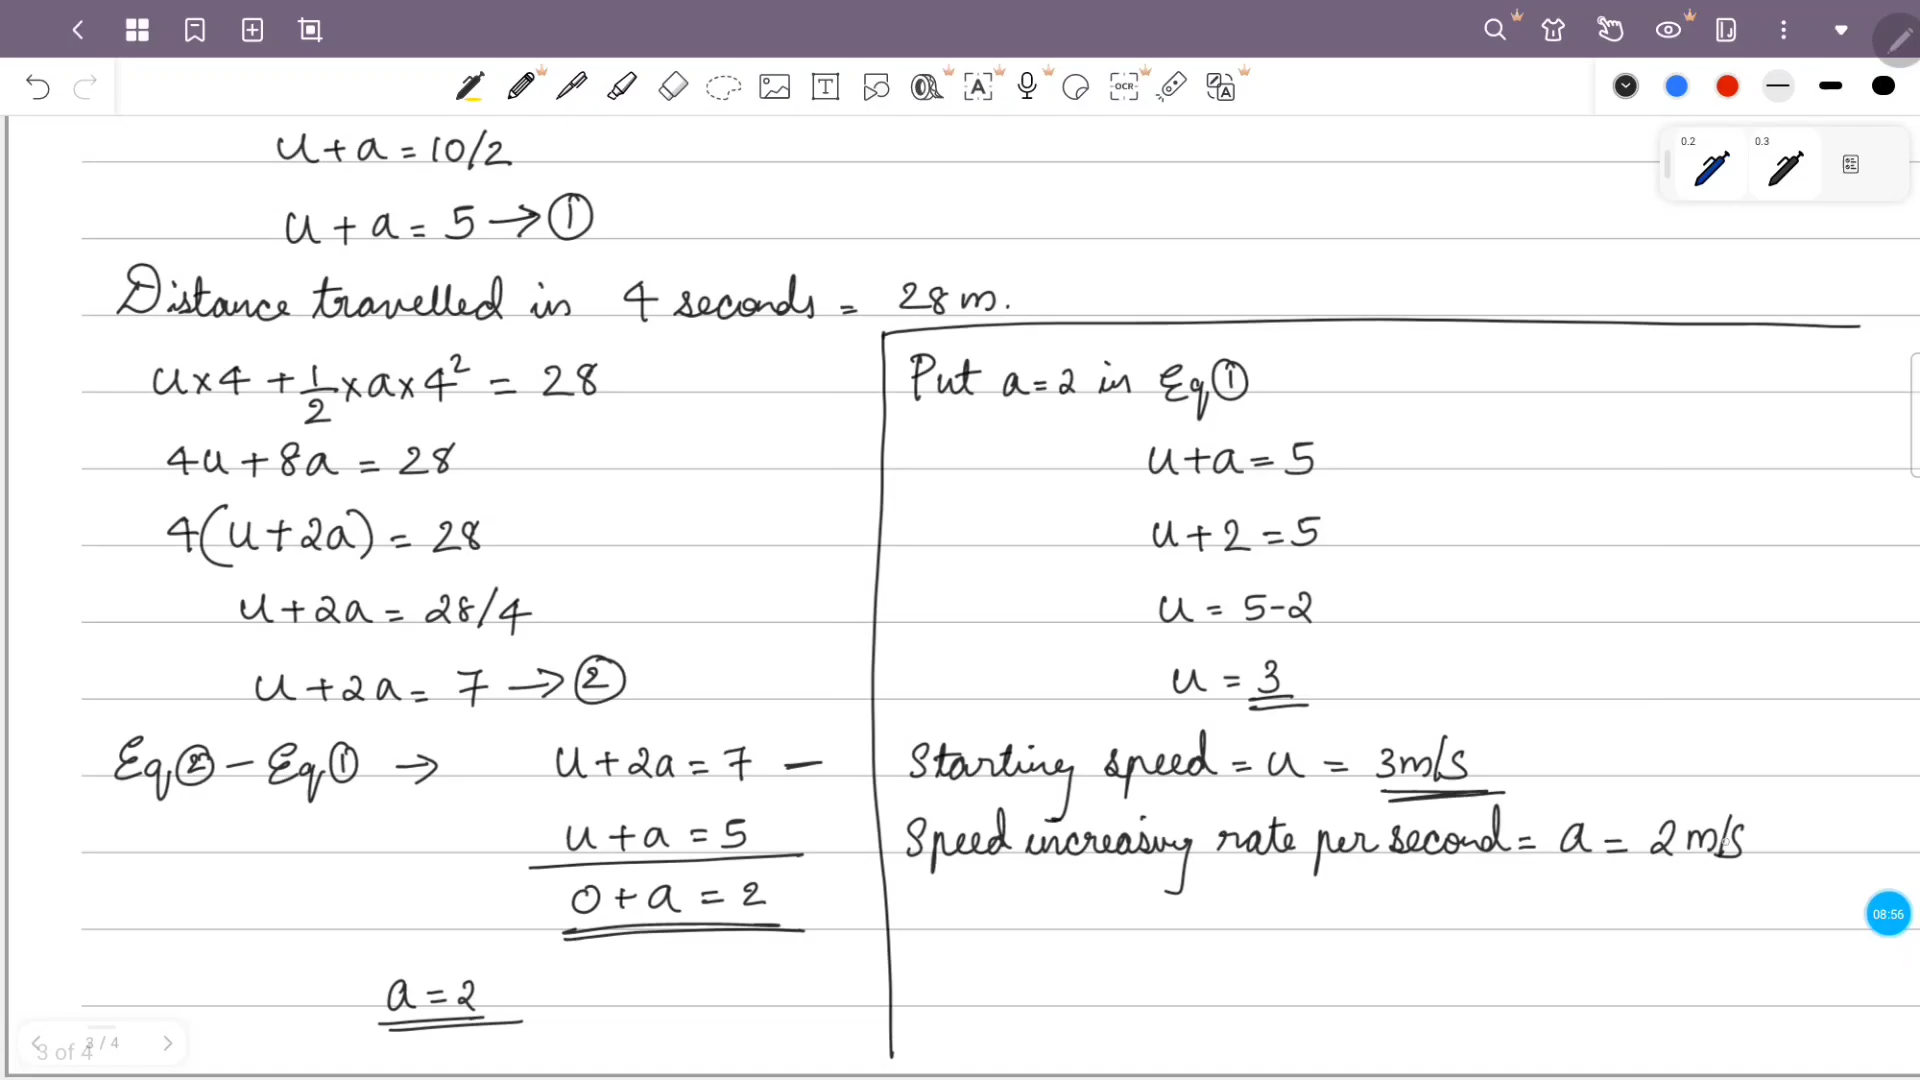 OCR
0.2
0.3
u+a=10/2
u+a=5→①
Distance travelled in 4 seconds = 28m.
u×4+1/2×a×4²=28
4u+8a=28
4(u+2a)=28
u+2a=28/4
u+2a=7→②
Eq②-Eq①→ u+2a=7 -
u+a=5
0+a=2
a=2
Put a=2 in Eq①
u+a=5
u+2=5
u=5-2
u=3
Starting speed = u = 3m/s
Speed increasing rate per second = a = 2m/s
08:56
3/4
3 of 4